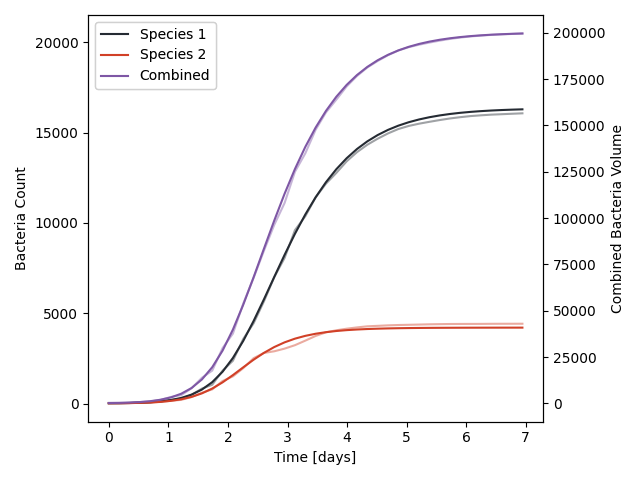 Species 1
Species 2
Combined
20000
15000
10000
5000
0
Bacteria Count
200000
175000
150000
125000
100000
75000
50000
25000
0
Combined Bacteria Volume
0 1 2 3 4 5 6 7
Time [days]